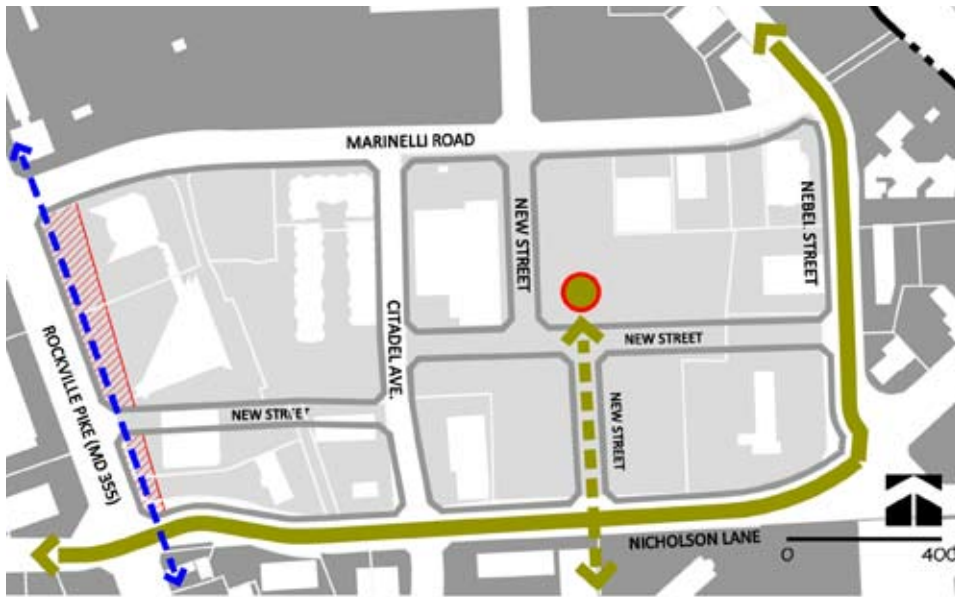 MARINELLI ROAD
NEW STREET
NEBEL STREET
CITADEL AVE.
NEW STREET
ROCKVILLE PIKE (MD 355)
NEW STREET
NEW STREET
NICHOLSON LANE
0 400